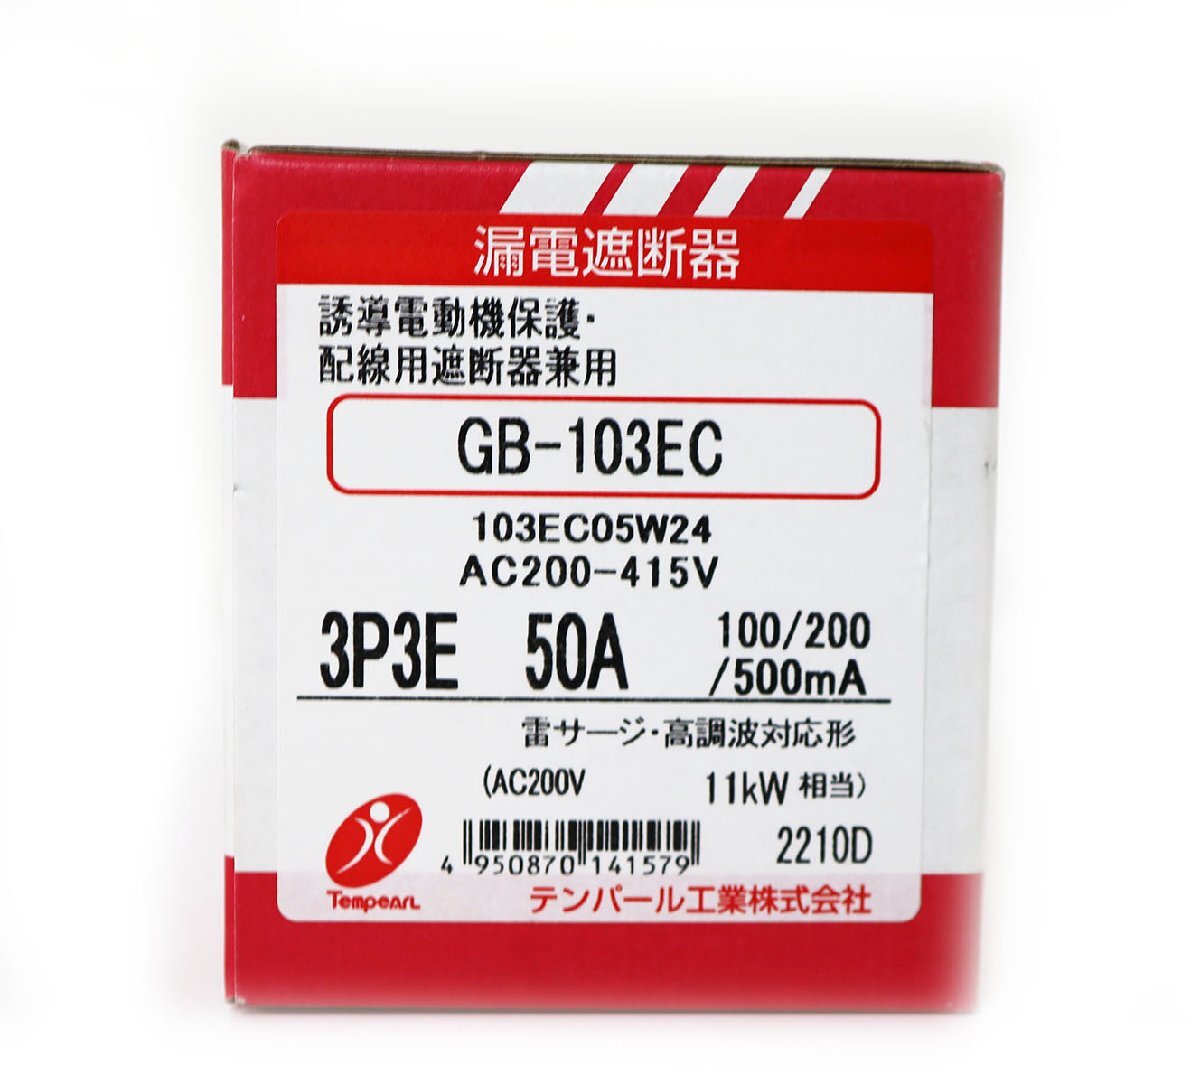 漏電遮断器
誘導電動機保護・
配線用遮断器兼用
GB-103EC
103EC05W24
AC200-415V
3P3E 50A 100/200
/500mA
雷サージ・高調波対応形
(AC200V 11kW 相当)
2210D
4 950870 141579
Tempearl
テンパール工業株式会社